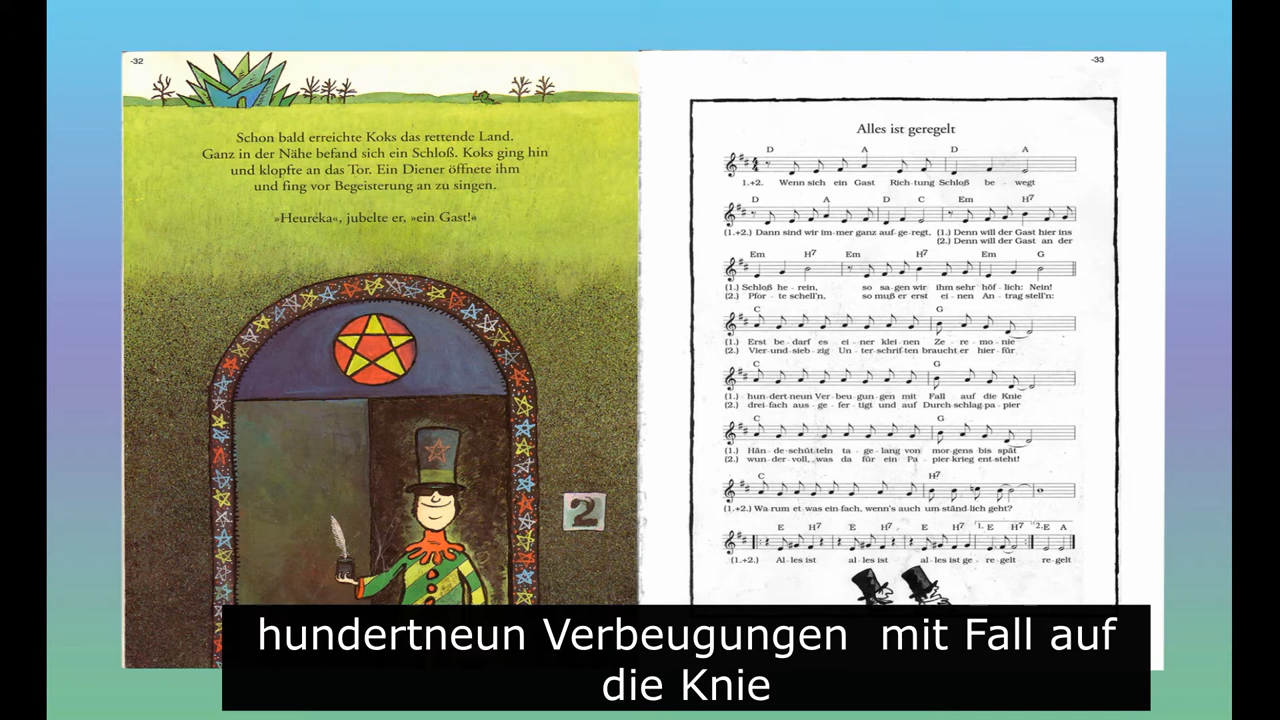 -32
Schon bald erreichte Koks das rettende Land.
Ganz in der Nähe befand sich ein Schloß. Koks ging hin
und klopfte an das Tor. Ein Diener öffnete ihm
und fing vor Begeisterung an zu singen.
»Heureka«, jubelte er, »ein Gast!«
2
-33
Alles ist geregelt
D A D A
1.+2. Wenn sich ein Gast Rich-tung Schloß be-wegt
D A D C Em H7
(1.+2.) Dann sind wir im-mer ganz auf-ge-regt, (1.) Denn will der Gast hier ins
(2.) Denn will der Gast an der
Em H7 Em H7 Em G
(1.) Schloß he-rein, so sa-gen wir ihm sehr höf-lich: Nein!
(2.) Pfor-te schell'n, so muß er erst ei-nen An-trag stell'n:
C G
(1.) Erst be-darf es ei-ner klei-nen Ze-re-mo-nie
(2.) Vier-und-sieb-zig Un-ter-schrif-ten braucht er hier-für
C G
(1.) hun-dert-neun Ver-beu-gun-gen mit Fall auf die Knie
(2.) drei-fach aus-ge-fer-tigt und auf Durch-schlag-pa-pier
C G
(1.) Hän-de-schüt-teln ta-ge-lang von mor-gens bis spät
(2.) wun-der-voll, was da für ein Pa-pier-krieg ent-steht!
C H7
(1.+2.) Wa-rum et-was ein-fach, wenn's auch um-ständ-lich geht?
E H7 E H7 E H7 1. E H7 2. E A
(1.+2.) Al-les ist al-les ist al-les ist ge-re-gelt re-gelt
hundertneun Verbeugungen mit Fall auf
die Knie